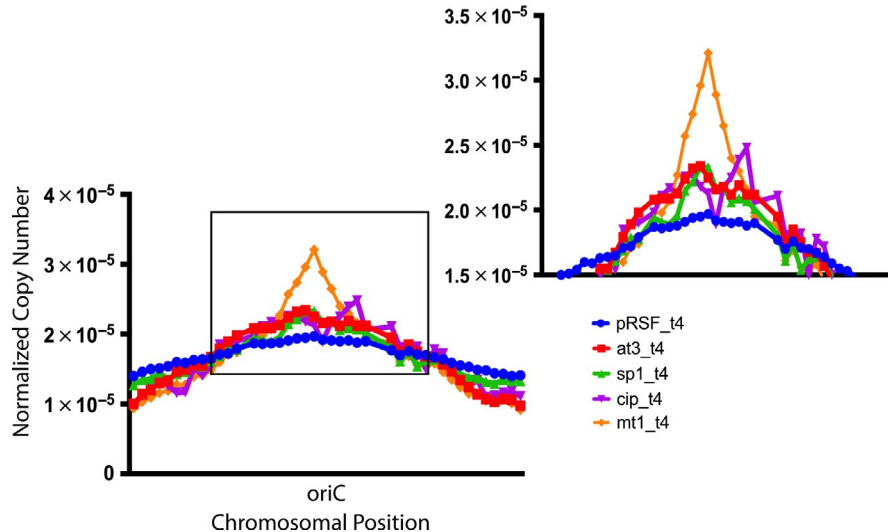 3.5 × 10⁻⁵
3.0 × 10⁻⁵
2.5 × 10⁻⁵
2.0 × 10⁻⁵
1.5 × 10⁻⁵
Normalized Copy Number
4 × 10⁻⁵
3 × 10⁻⁵
2 × 10⁻⁵
1 × 10⁻⁵
0
oriC
Chromosomal Position
pRSF_t4
at3_t4
sp1_t4
cip_t4
mt1_t4